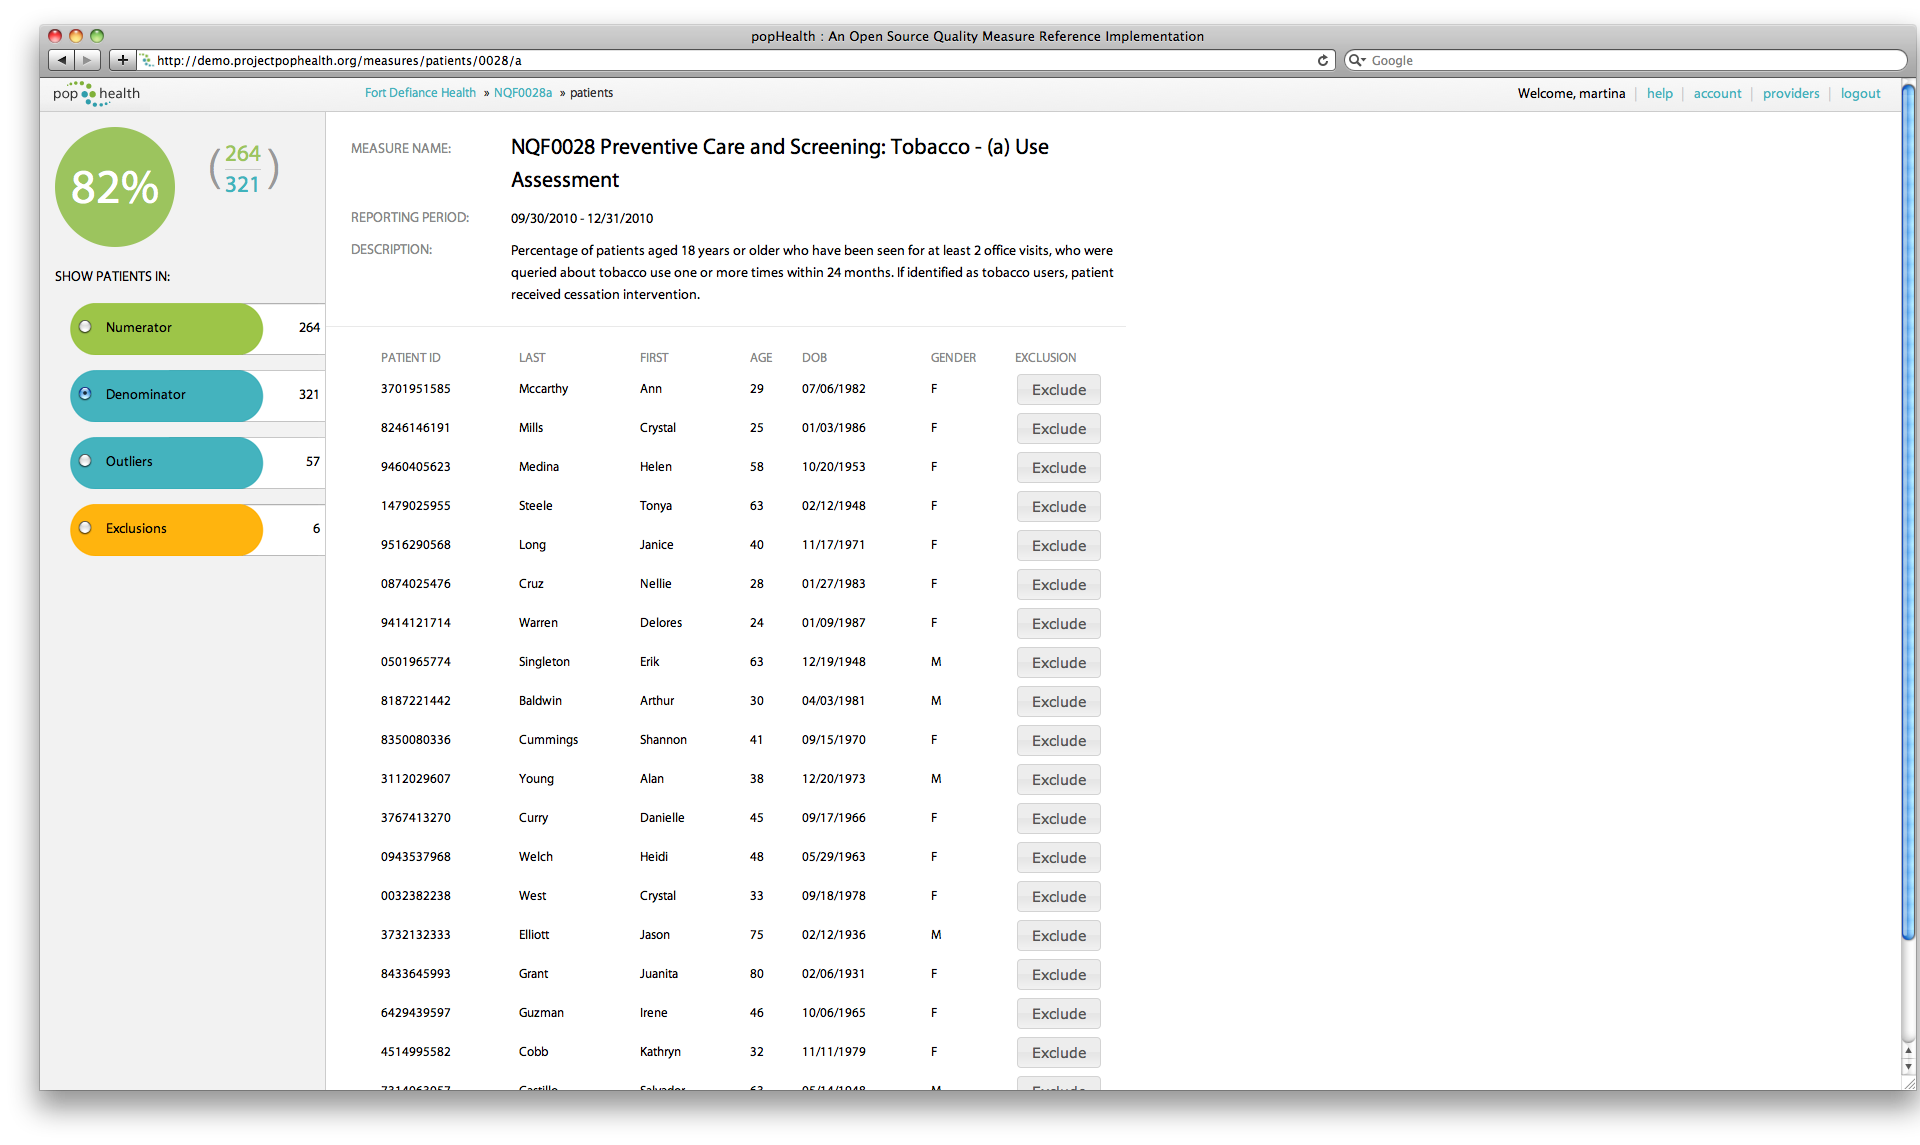 popHealth : An Open Source Quality Measure Reference Implementation
http://demo.projectpophealth.org/measures/patients/0028/a
Google
pop health
Fort Defiance Health » NQF0028a » patients
Welcome, martina | help | account | providers | logout
82%
(264/321)
SHOW PATIENTS IN:
Numerator 264
Denominator 321
Outliers 57
Exclusions 6
MEASURE NAME: NQF0028 Preventive Care and Screening: Tobacco - (a) Use
Assessment
REPORTING PERIOD: 09/30/2010 - 12/31/2010
DESCRIPTION: Percentage of patients aged 18 years or older who have been seen for at least 2 office visits, who were
queried about tobacco use one or more times within 24 months. If identified as tobacco users, patient
received cessation intervention.
PATIENT ID LAST FIRST AGE DOB GENDER EXCLUSION
3701951585 Mccarthy Ann 29 07/06/1982 F Exclude
8246146191 Mills Crystal 25 01/03/1986 F Exclude
9460405623 Medina Helen 58 10/20/1953 F Exclude
1479025955 Steele Tonya 63 02/12/1948 F Exclude
9516290568 Long Janice 40 11/17/1971 F Exclude
0874025476 Cruz Nellie 28 01/27/1983 F Exclude
9414121714 Warren Delores 24 01/09/1987 F Exclude
0501965774 Singleton Erik 63 12/19/1948 M Exclude
8187221442 Baldwin Arthur 30 04/03/1981 M Exclude
8350080336 Cummings Shannon 41 09/15/1970 F Exclude
3112029607 Young Alan 38 12/20/1973 M Exclude
3767413270 Curry Danielle 45 09/17/1966 F Exclude
0943537968 Welch Heidi 48 05/29/1963 F Exclude
0032382238 West Crystal 33 09/18/1978 F Exclude
3732132333 Elliott Jason 75 02/12/1936 M Exclude
8433645993 Grant Juanita 80 02/06/1931 F Exclude
6429439597 Guzman Irene 46 10/06/1965 F Exclude
4514995582 Cobb Kathryn 32 11/11/1979 F Exclude
Castillo Salvador 63 05/14/1948 M Exclude